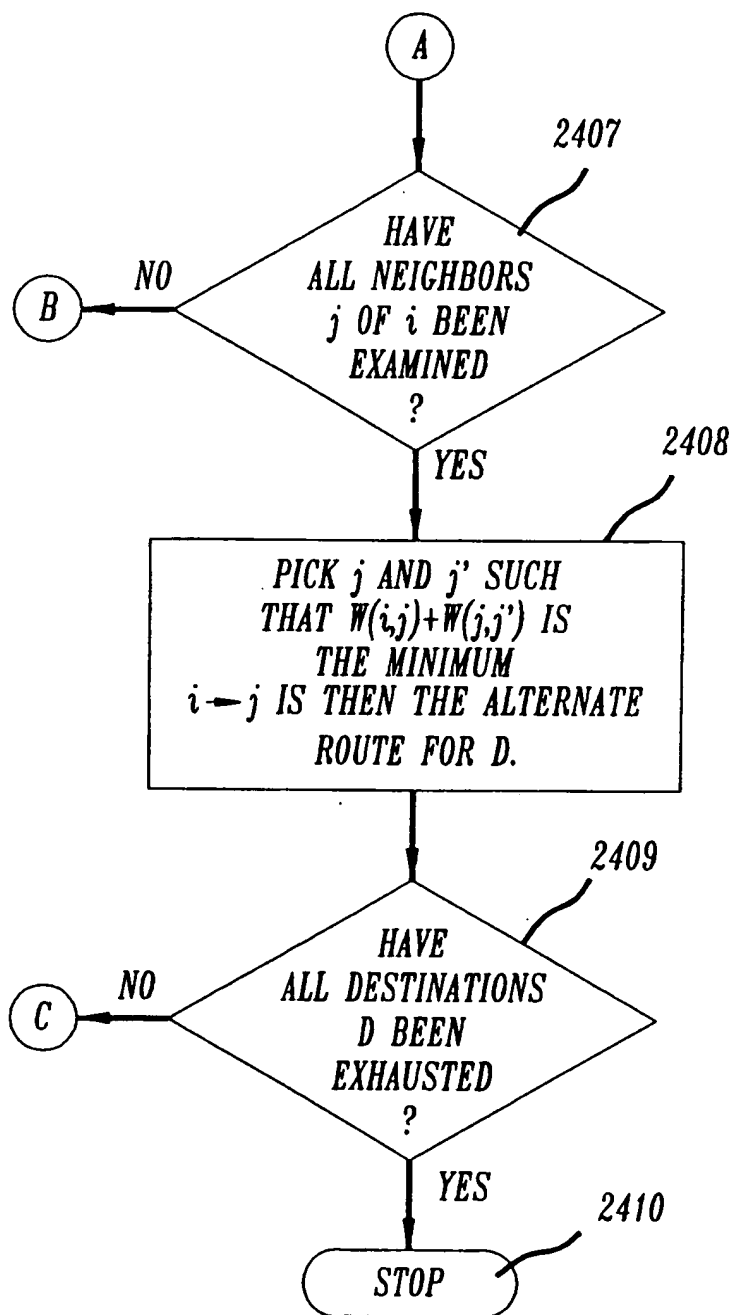 A
2407
HAVE
ALL NEIGHBORS
j OF i BEEN
EXAMINED
?
NO
B
YES
2408
PICK j AND j' SUCH
THAT W(i,j)+W(j,j') IS
THE MINIMUM
i→j IS THEN THE ALTERNATE
ROUTE FOR D.
2409
HAVE
ALL DESTINATIONS
D BEEN
EXHAUSTED
?
NO
C
YES
2410
STOP